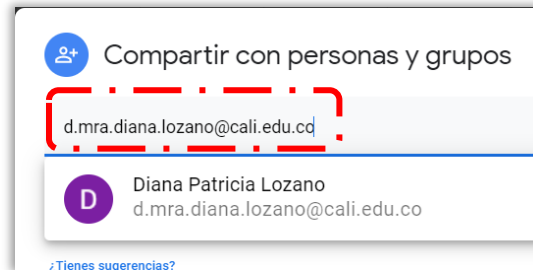 Compartir con personas y grupos
d.mra.diana.lozano@cali.edu.co
D
Diana Patricia Lozano
d.mra.diana.lozano@cali.edu.co
¿Tienes sugerencias?